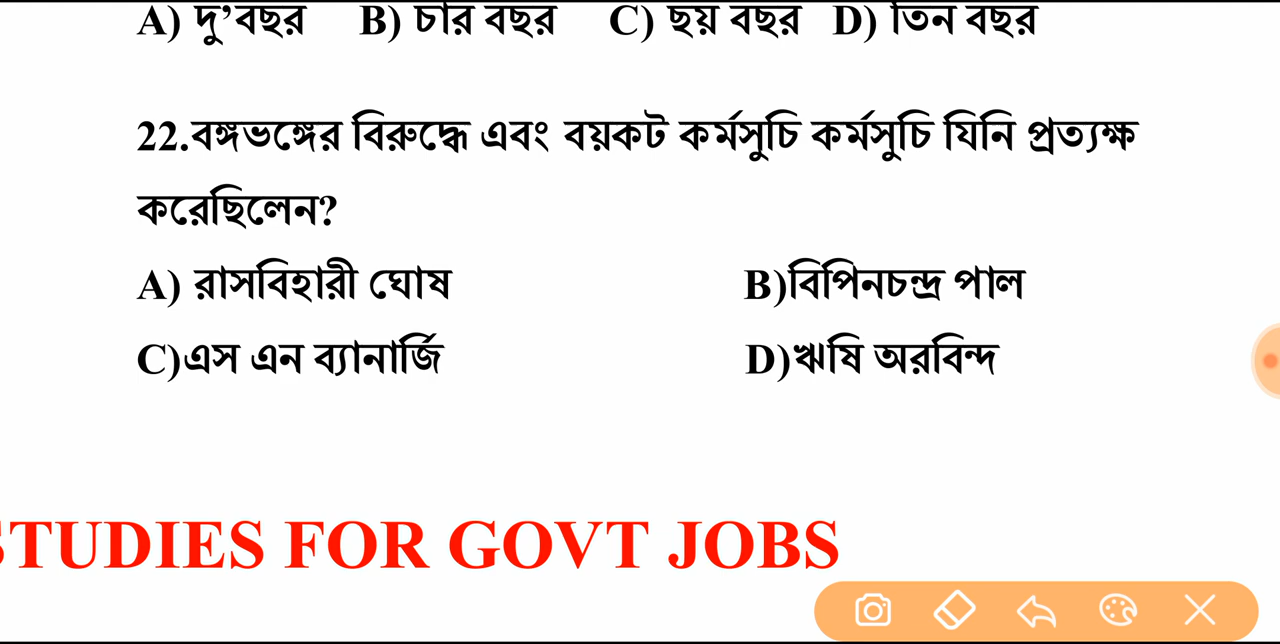 A) দু’বছর B) চার বছর C) ছয় বছর D) তিন বছর
22.বঙ্গভঙ্গের বিরুদ্ধে এবং বয়কট কর্মসুচি কর্মসুচি যিনি প্রত্যক্ষ
করেছিলেন?
A) রাসবিহারী ঘোষ B)বিপিনচন্দ্র পাল
C)এস এন ব্যানার্জি D)ঋষি অরবিন্দ
STUDIES FOR GOVT JOBS